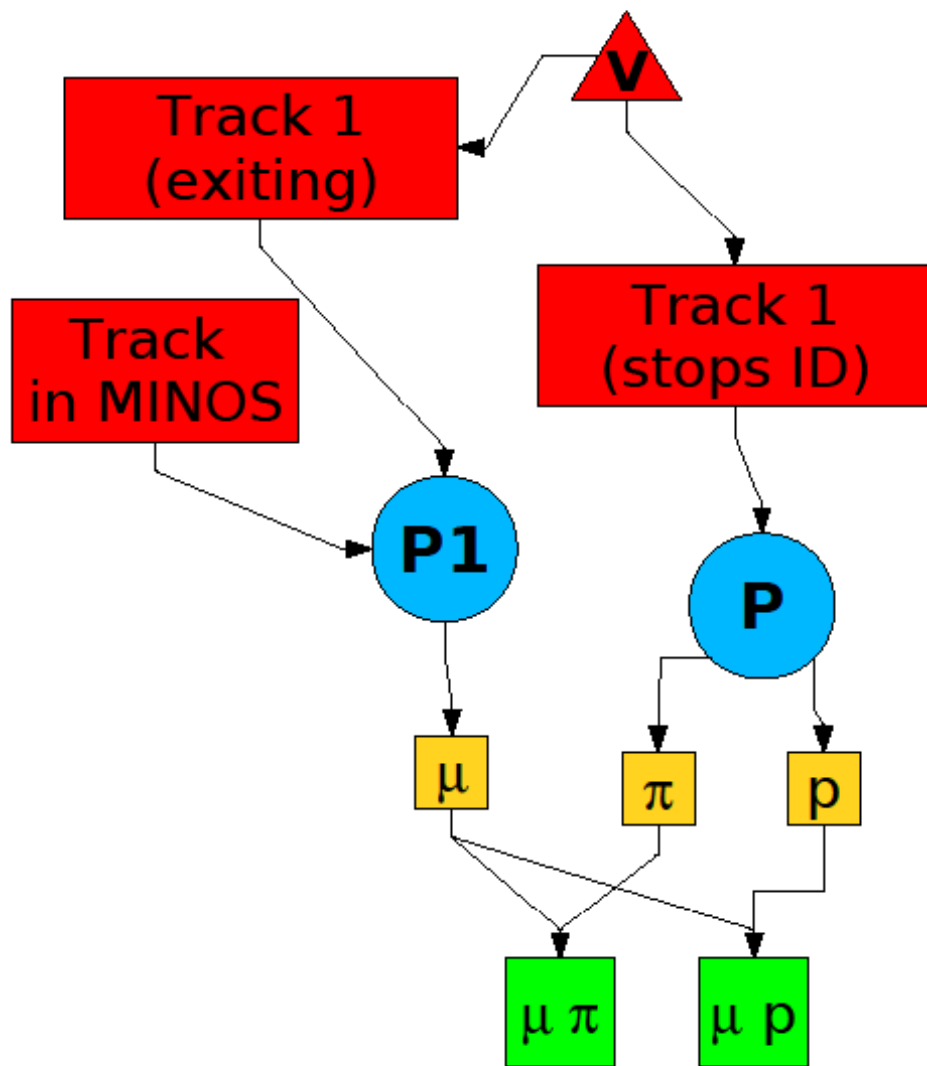 V
Track 1
(exiting)
Track 1
(stops ID)
Track
in MINOS
P1
P
μ
π
p
μ π
μ p